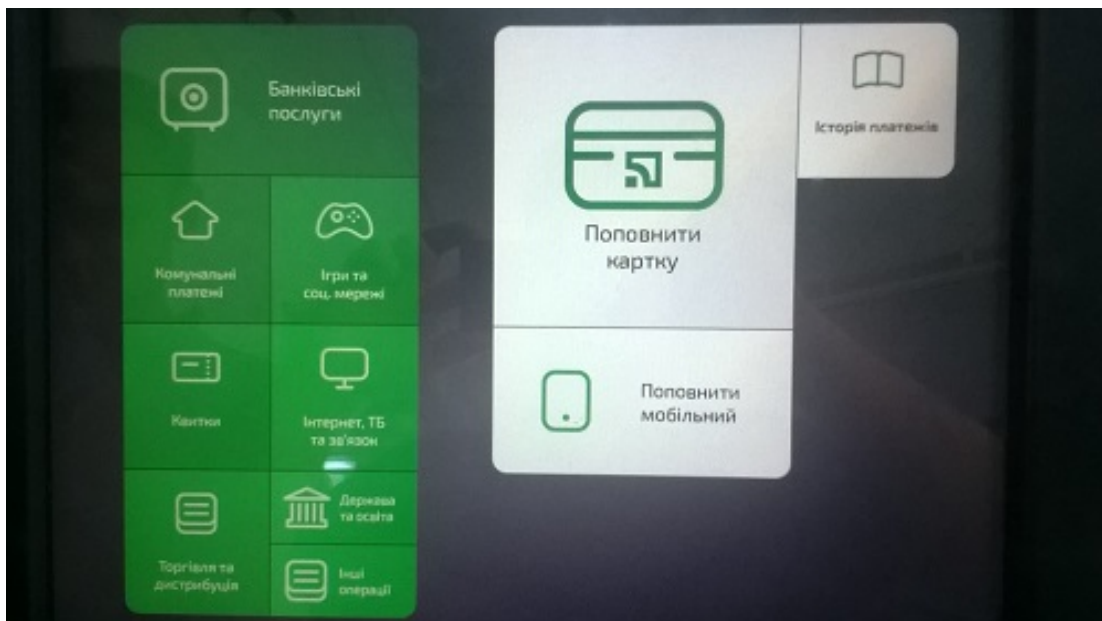 Банківські
послуги
Комунальні
платежі
Ігри та
соц. мережі
Квитки
Інтернет, ТБ
та зв'язок
Торгівля та
дистрибуція
Держава
та освіта
Інші
операції
Поповнити
картку
Поповнити
мобільний
Історія платежів